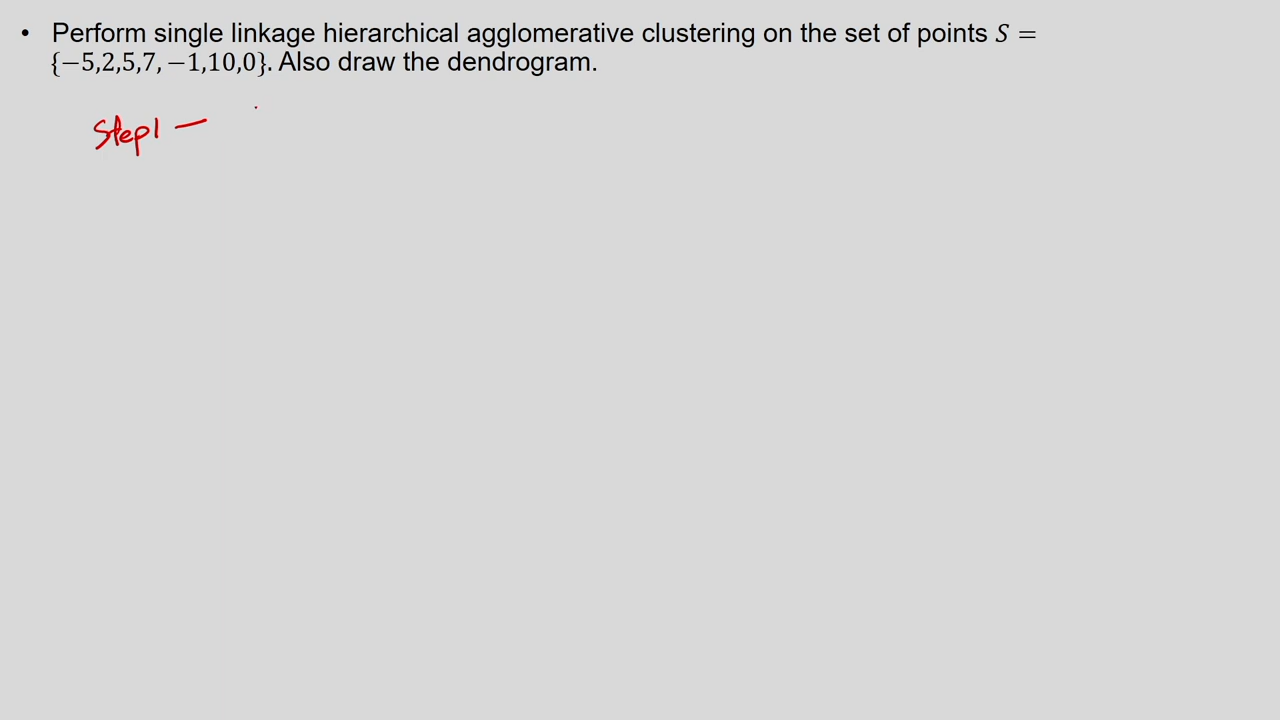 • Perform single linkage hierarchical agglomerative clustering on the set of points S =
{−5,2,5,7, −1,10,0}. Also draw the dendrogram.
Step1 —